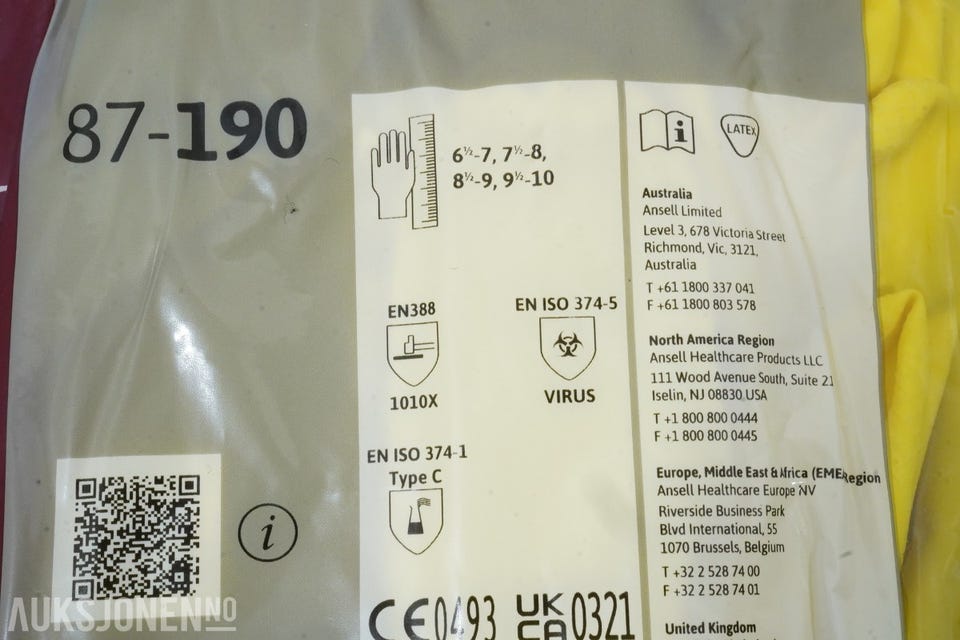 87-190
6½-7, 7½-8,
8½-9, 9½-10
EN388
1010X
EN ISO 374-5
VIRUS
EN ISO 374-1
Type C
i
CE 0493 UK CA 0321
i
LATEX
Australia
Ansell Limited
Level 3, 678 Victoria Street
Richmond, Vic, 3121,
Australia
T +61 1800 337 041
F +61 1800 803 578
North America Region
Ansell Healthcare Products LLC
111 Wood Avenue South, Suite 21
Iselin, NJ 08830 USA
T +1 800 800 0444
F +1 800 800 0445
Europe, Middle East & Africa (EME Region
Ansell Healthcare Europe NV
Riverside Business Park
Blvd International, 55
1070 Brussels, Belgium
T +32 2 528 74 00
F +32 2 528 74 01
United Kingdom
AUKSJONEN.NO